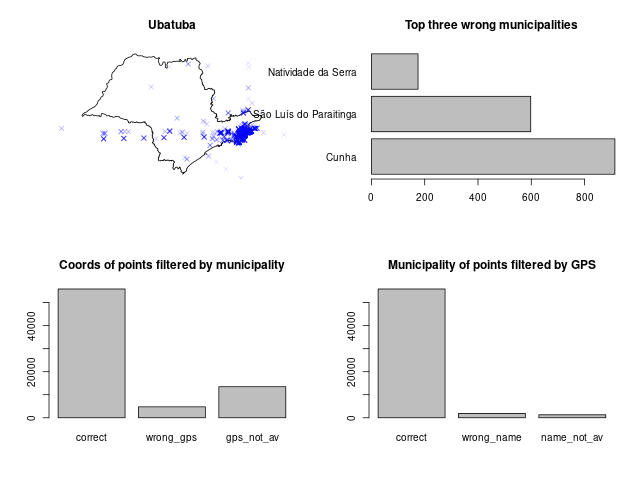 Ubatuba
Top three wrong municipalities
Natividade da Serra
São Luís do Paraitinga
Cunha
0 200 400 600 800
Coords of points filtered by municipality
0 20000 40000
correct wrong_gps gps_not_av
Municipality of points filtered by GPS
0 20000 40000
correct wrong_name name_not_av